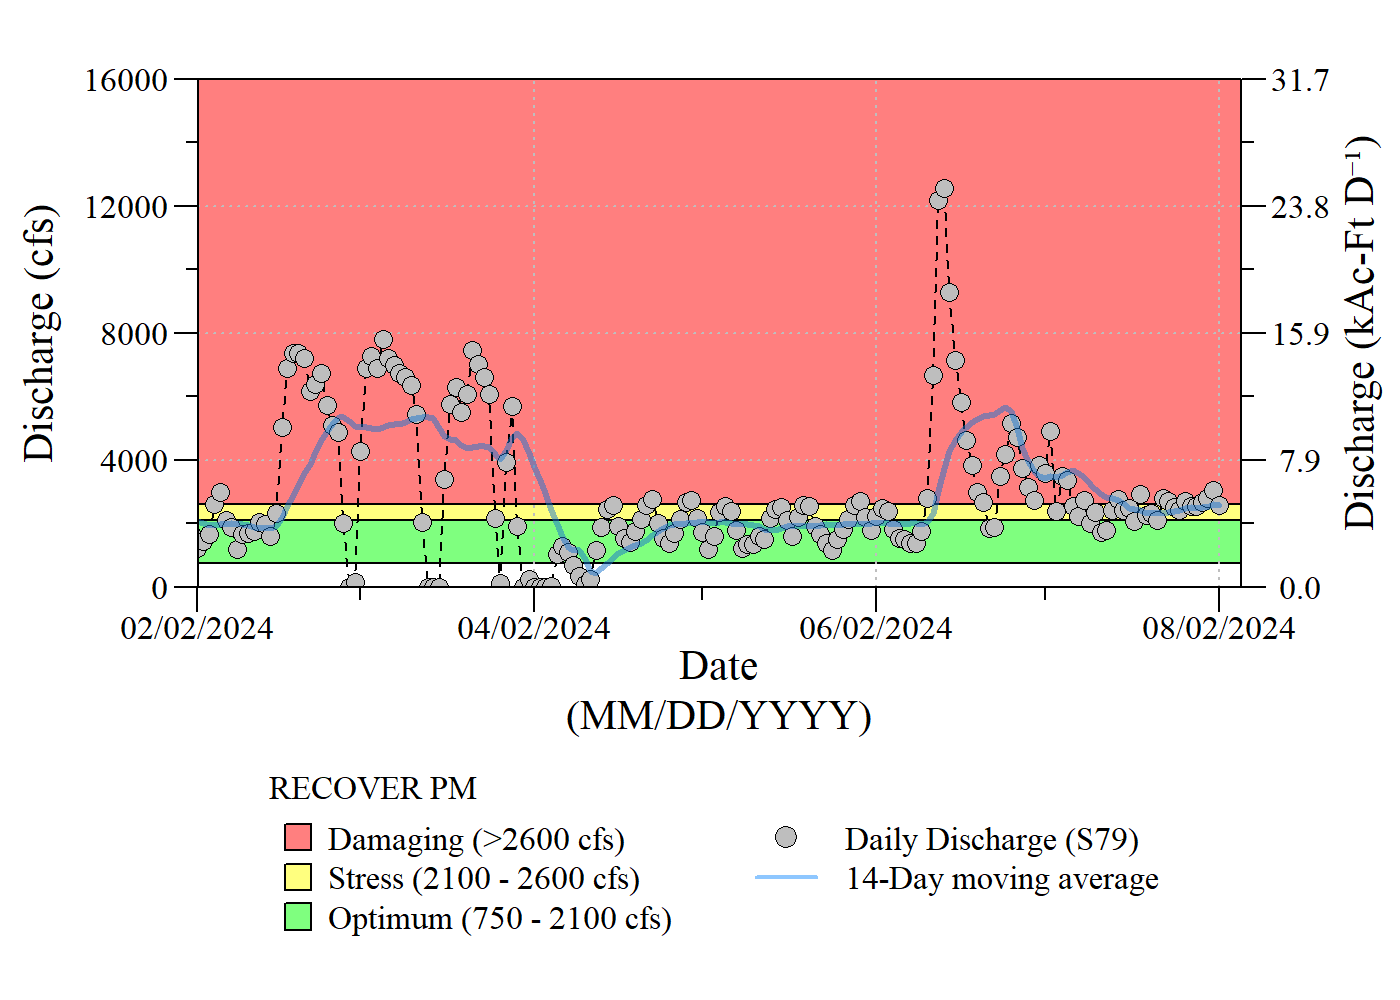 16000
12000
8000
4000
0
Discharge (cfs)
31.7
23.8
15.9
7.9
0.0
Discharge (kAc-Ft D⁻¹)
02/02/2024 04/02/2024 06/02/2024 08/02/2024
Date
(MM/DD/YYYY)
RECOVER PM
Damaging (>2600 cfs)
Stress (2100 - 2600 cfs)
Optimum (750 - 2100 cfs)
Daily Discharge (S79)
14-Day moving average